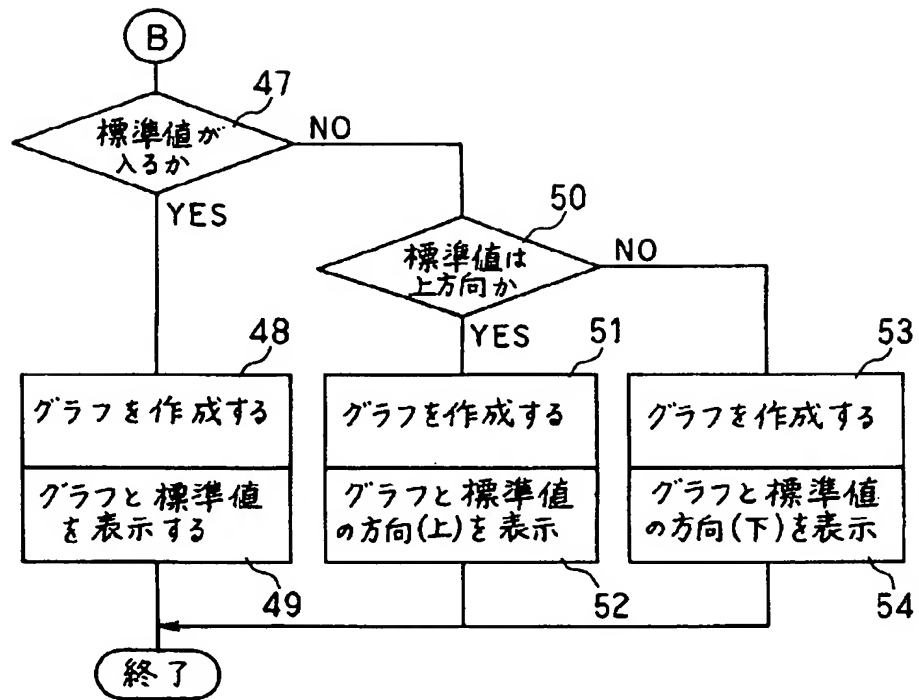 B
47
標準値が
入るか
NO
YES
50
標準値は
上方向か
NO
YES
48
グラフを作成する
グラフと標準値
を表示する
49
51
グラフを作成する
グラフと標準値
の方向(上)を表示
52
53
グラフを作成する
グラフと標準値
の方向(下)を表示
54
終了